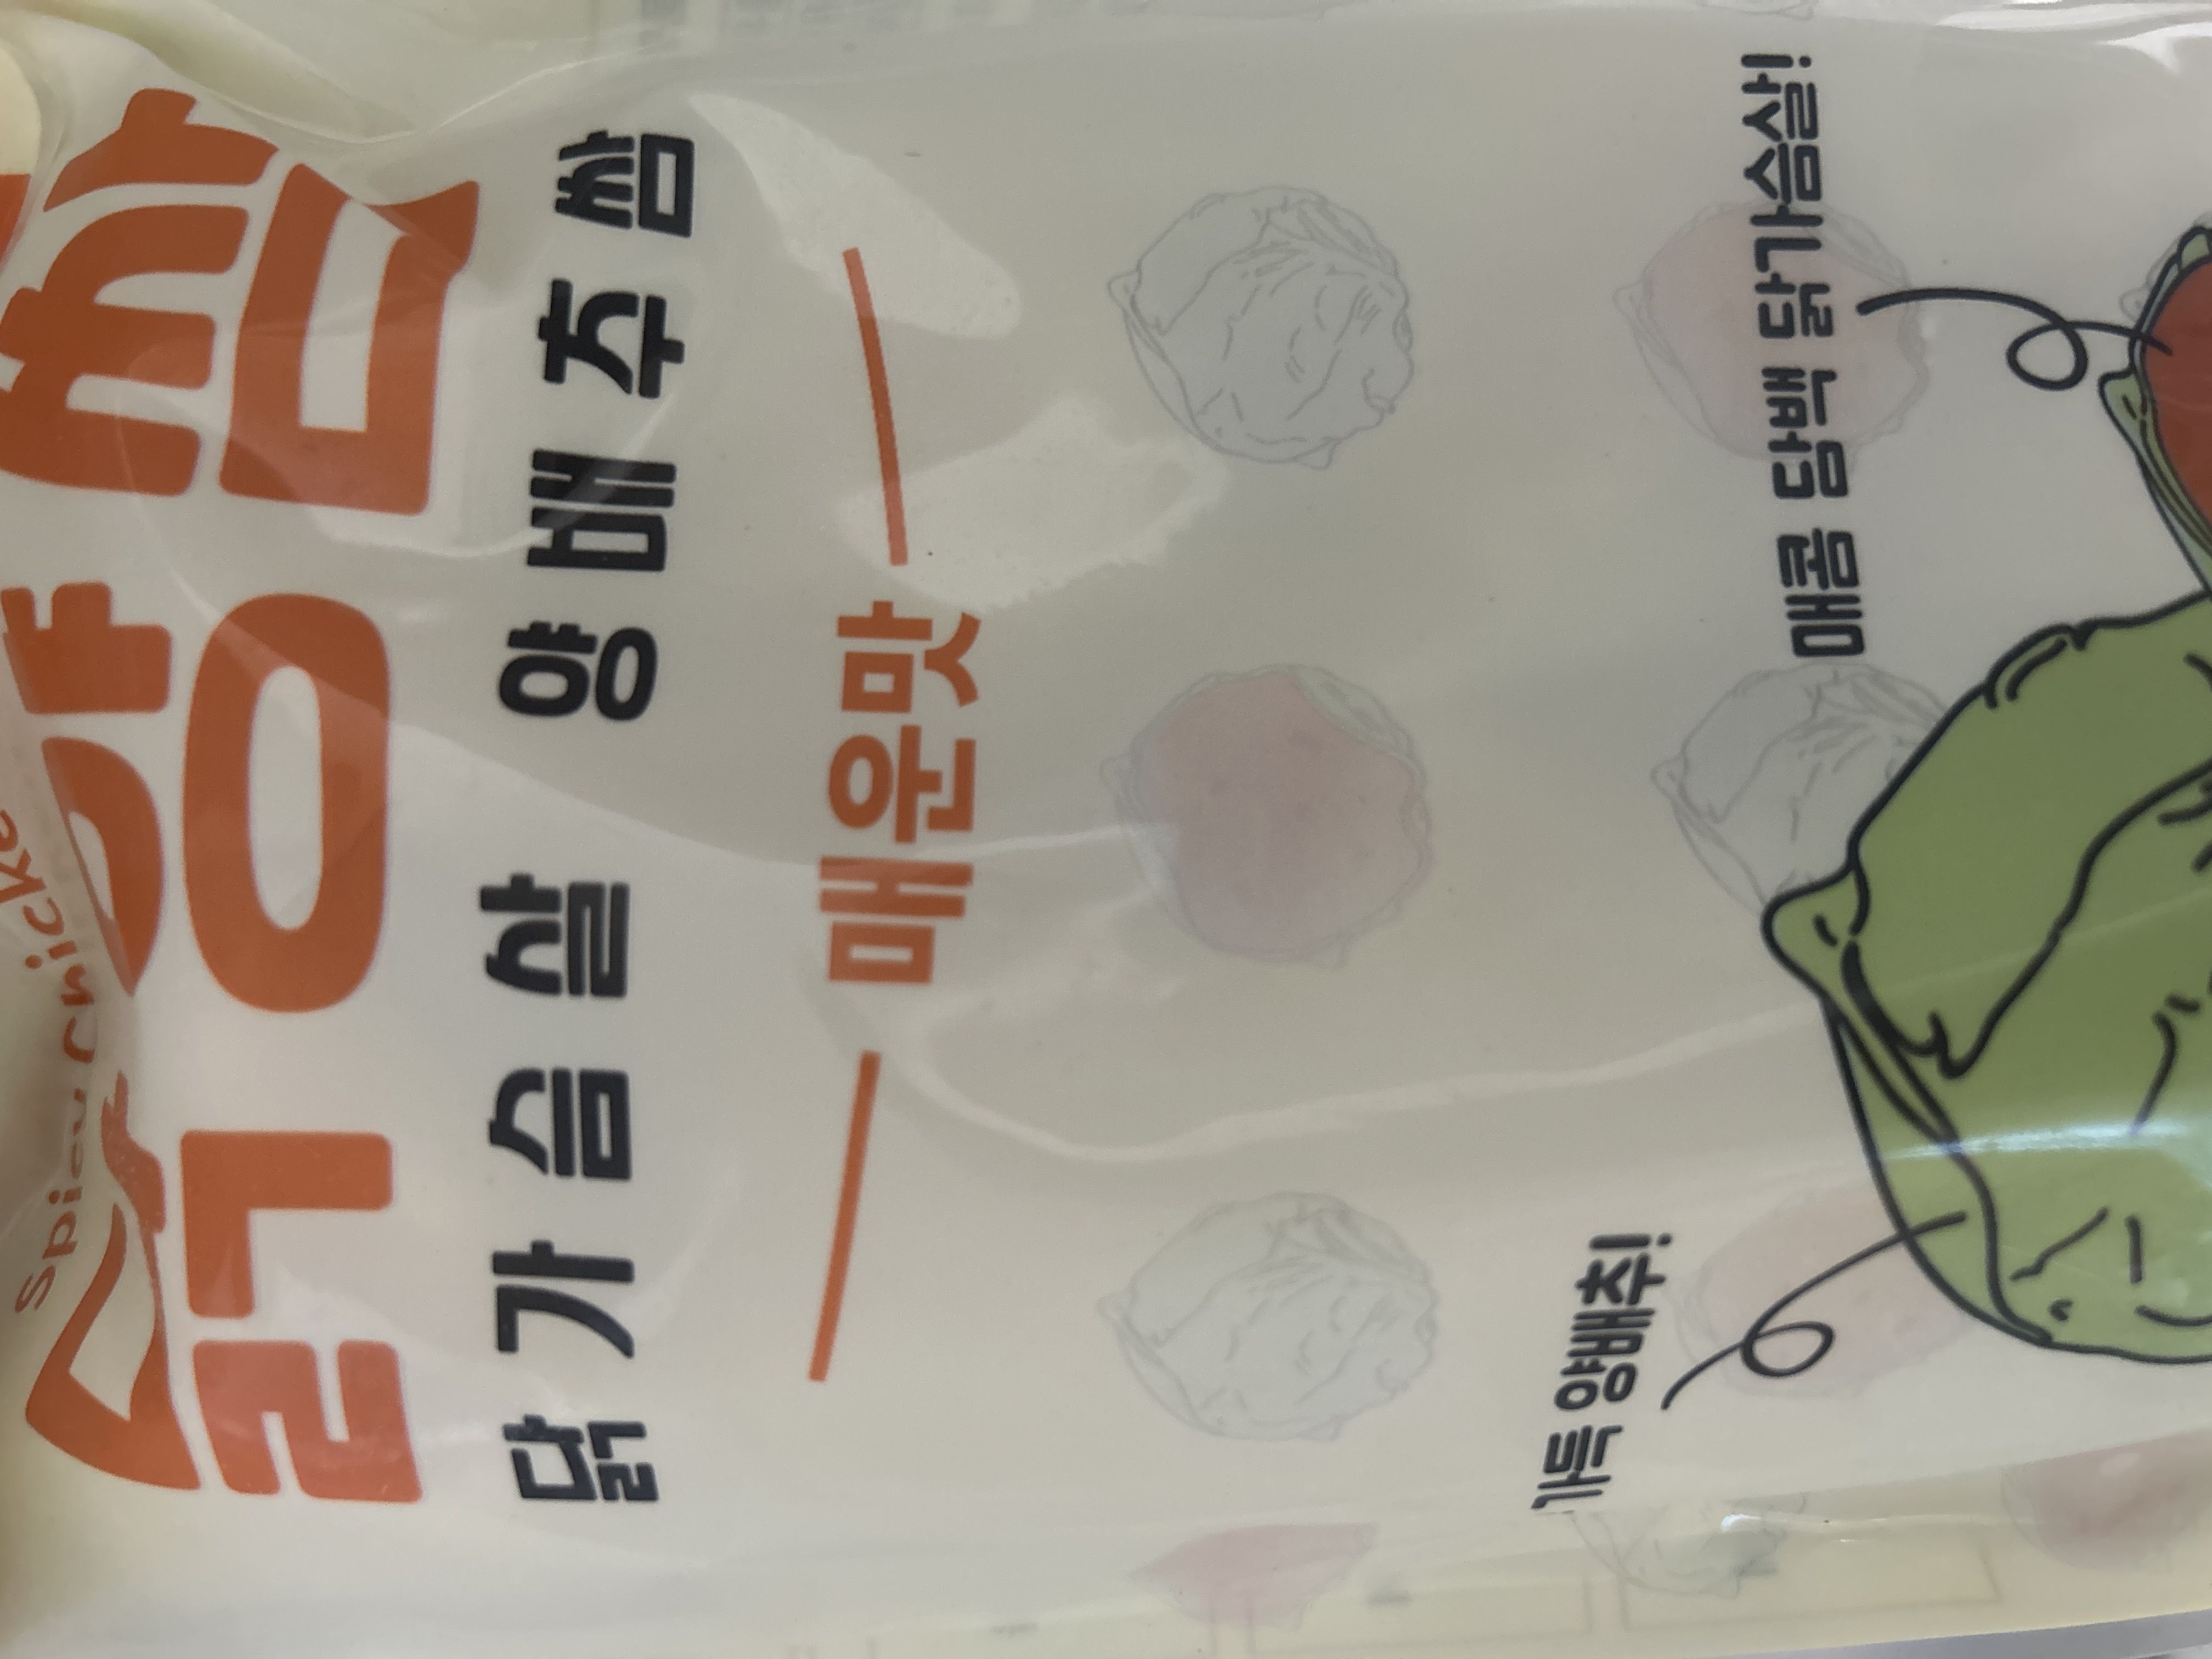 Spicy Chicke
닭양쌈
닭가슴살 양배추쌈
매운맛
매콤 담백 닭가슴살!
가득 양배추!